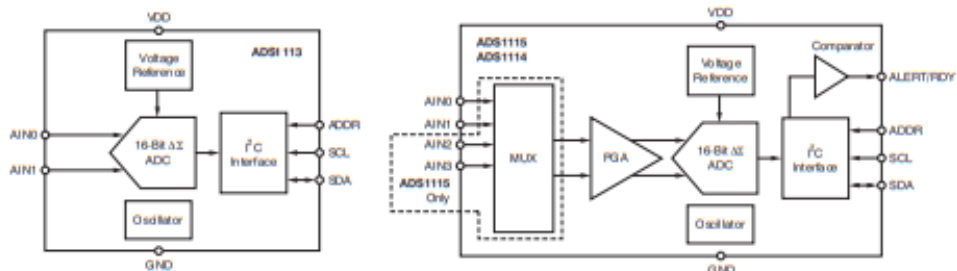 VDD
ADSI 113
Voltage
Reference
AIN0
AIN1
16-Bit ΔΣ
ADC
I²C
Interface
ADDR
SCL
SDA
Oscillator
GND
VDD
ADS1115
ADS1114
Comparator
Voltage
Reference
ALERT/RDY
AIN0
AIN1
AIN2
AIN3
MUX
PGA
16-Bit ΔΣ
ADC
I²C
Interface
ADDR
SCL
SDA
ADS1115
Only
Oscillator
GND